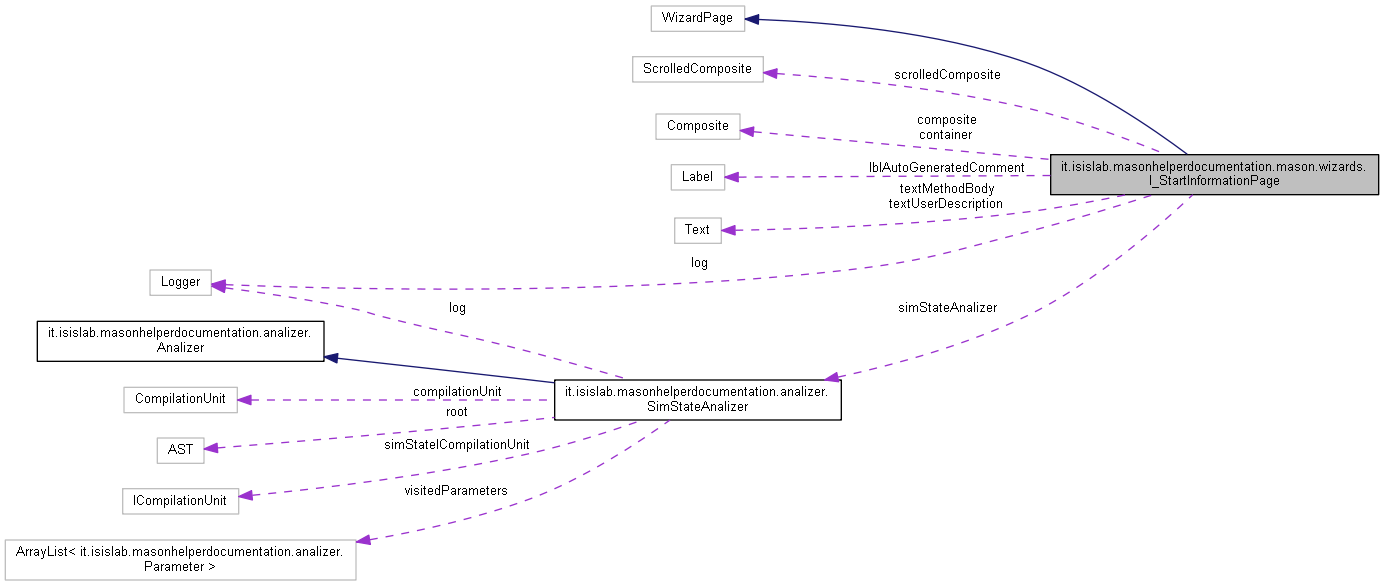 WizardPage
ScrolledComposite
scrolledComposite
Composite
composite
container
it.isislab.masonhelperdocumentation.mason.wizards.
I_StartInformationPage
Label
lblAutoGeneratedComment
textMethodBody
textUserDescription
Text
log
Logger
log
simStateAnalizer
it.isislab.masonhelperdocumentation.analizer.
Analizer
CompilationUnit
compilationUnit
it.isislab.masonhelperdocumentation.analizer.
SimStateAnalizer
root
AST
simStateICompilationUnit
ICompilationUnit
visitedParameters
ArrayList< it.isislab.masonhelperdocumentation.analizer.
Parameter >